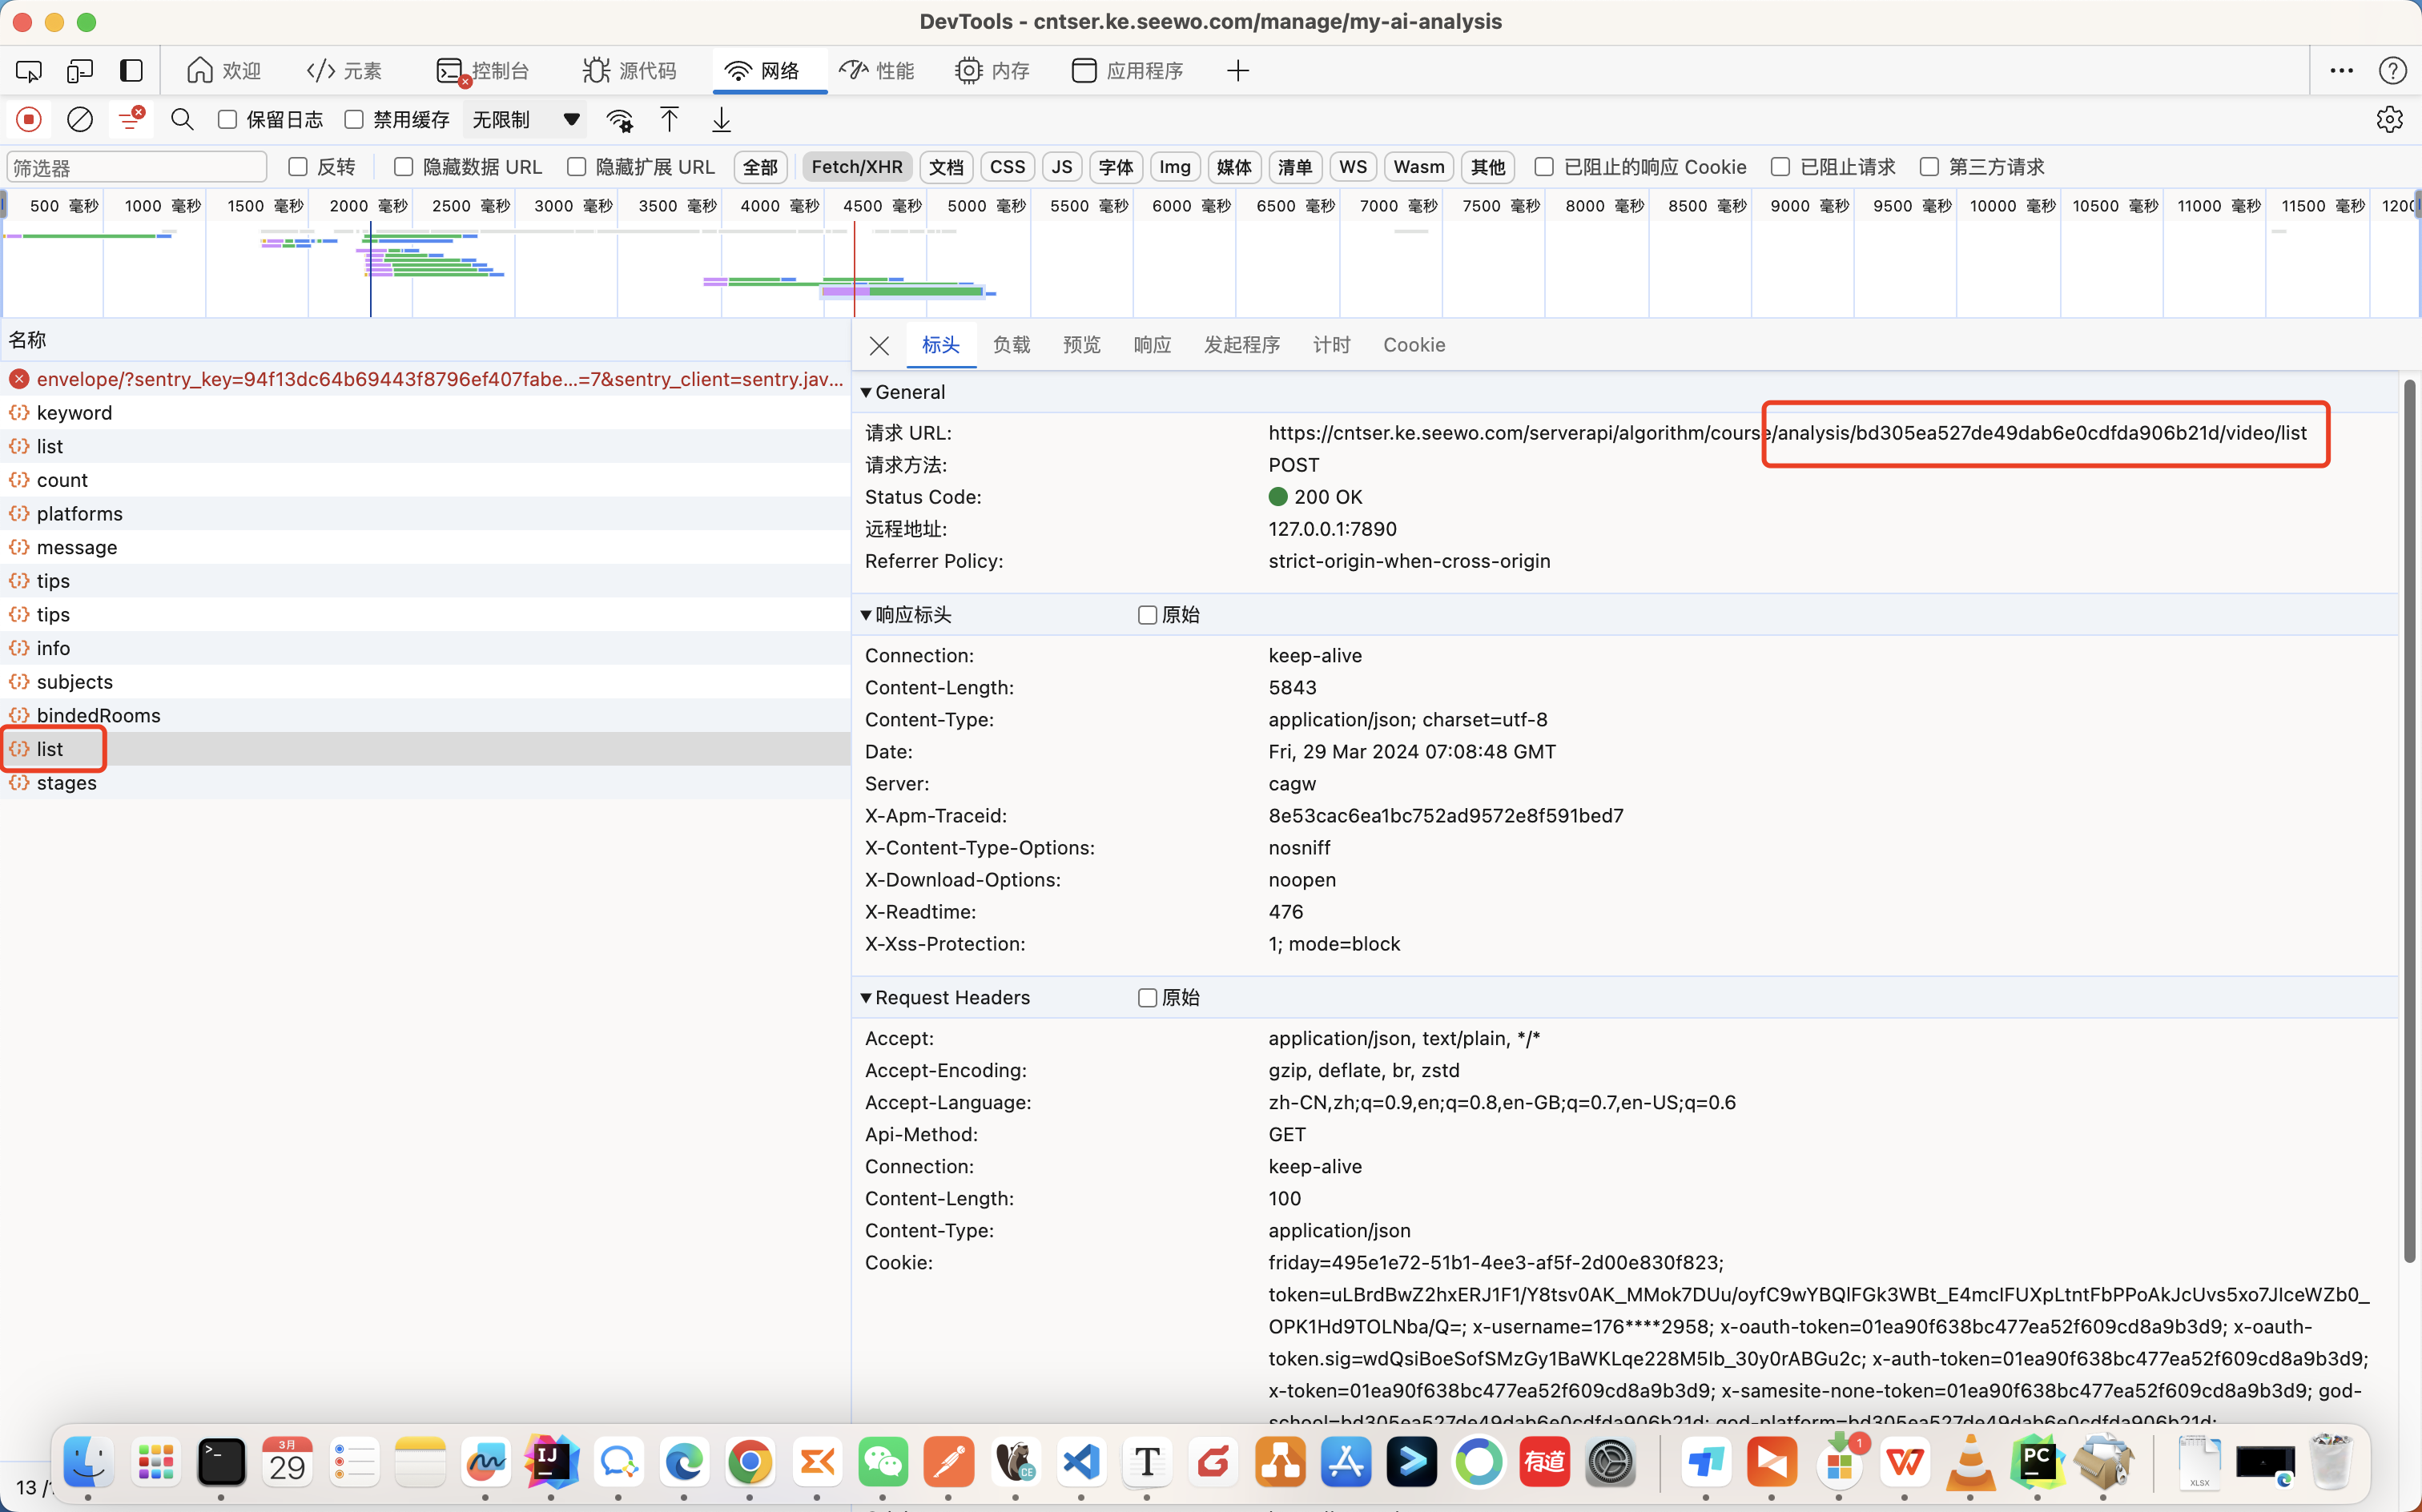 DevTools - cntser.ke.seewo.com/manage/my-ai-analysis
欢迎 元素 控制台 源代码 网络 性能 内存 应用程序
保留日志 禁用缓存 无限制
筛选器 反转 隐藏数据 URL 隐藏扩展 URL 全部 Fetch/XHR 文档 CSS JS 字体 Img 媒体 清单 WS Wasm 其他 已阻止的响应 Cookie 已阻止请求 第三方请求
500 毫秒 1000 毫秒 1500 毫秒 2000 毫秒 2500 毫秒 3000 毫秒 3500 毫秒 4000 毫秒 4500 毫秒 5000 毫秒 5500 毫秒 6000 毫秒 6500 毫秒 7000 毫秒 7500 毫秒 8000 毫秒 8500 毫秒 9000 毫秒 9500 毫秒 10000 毫秒 10500 毫秒 11000 毫秒 11500 毫秒
名称
envelope/?sentry_key=94f13dc64b69443f8796ef407fabe...=7&sentry_client=sentry.jav...
keyword
list
count
platforms
message
tips
tips
info
subjects
bindedRooms
list
stages
标头 负载 预览 响应 发起程序 计时 Cookie
General
请求 URL: https://cntser.ke.seewo.com/serverapi/algorithm/course/analysis/bd305ea527de49dab6e0cdfda906b21d/video/list
请求方法: POST
Status Code: 200 OK
远程地址: 127.0.0.1:7890
Referrer Policy: strict-origin-when-cross-origin
响应标头 原始
Connection: keep-alive
Content-Length: 5843
Content-Type: application/json; charset=utf-8
Date: Fri, 29 Mar 2024 07:08:48 GMT
Server: cagw
X-Apm-Traceid: 8e53cac6ea1bc752ad9572e8f591bed7
X-Content-Type-Options: nosniff
X-Download-Options: noopen
X-Readtime: 476
X-Xss-Protection: 1; mode=block
Request Headers 原始
Accept: application/json, text/plain, */*
Accept-Encoding: gzip, deflate, br, zstd
Accept-Language: zh-CN,zh;q=0.9,en;q=0.8,en-GB;q=0.7,en-US;q=0.6
Api-Method: GET
Connection: keep-alive
Content-Length: 100
Content-Type: application/json
Cookie: friday=495e1e72-51b1-4ee3-af5f-2d00e830f823;
token=uLBrdBwZ2hxERJ1F1/Y8tsv0AK_MMok7DUu/oyfC9wYBQIFGk3WBt_E4mcIFUXpLtntFbPPoAkJcUvs5xo7JIceWZb0_
OPK1Hd9TOLNba/Q=; x-username=176****2958; x-oauth-token=01ea90f638bc477ea52f609cd8a9b3d9; x-oauth-
token.sig=wdQsiBoeSofSMzGy1BaWKLqe228M5Ib_30y0rABGu2c; x-auth-token=01ea90f638bc477ea52f609cd8a9b3d9;
x-token=01ea90f638bc477ea52f609cd8a9b3d9; x-samesite-none-token=01ea90f638bc477ea52f609cd8a9b3d9; god-
school=bd305ea527de49dab6e0cdfda906b21d; god-platform=bd305ea527de49dab6e0cdfda906b21d;
13 /
3月
29
IJ
CE
T
有道
1
W
PC
XLSX